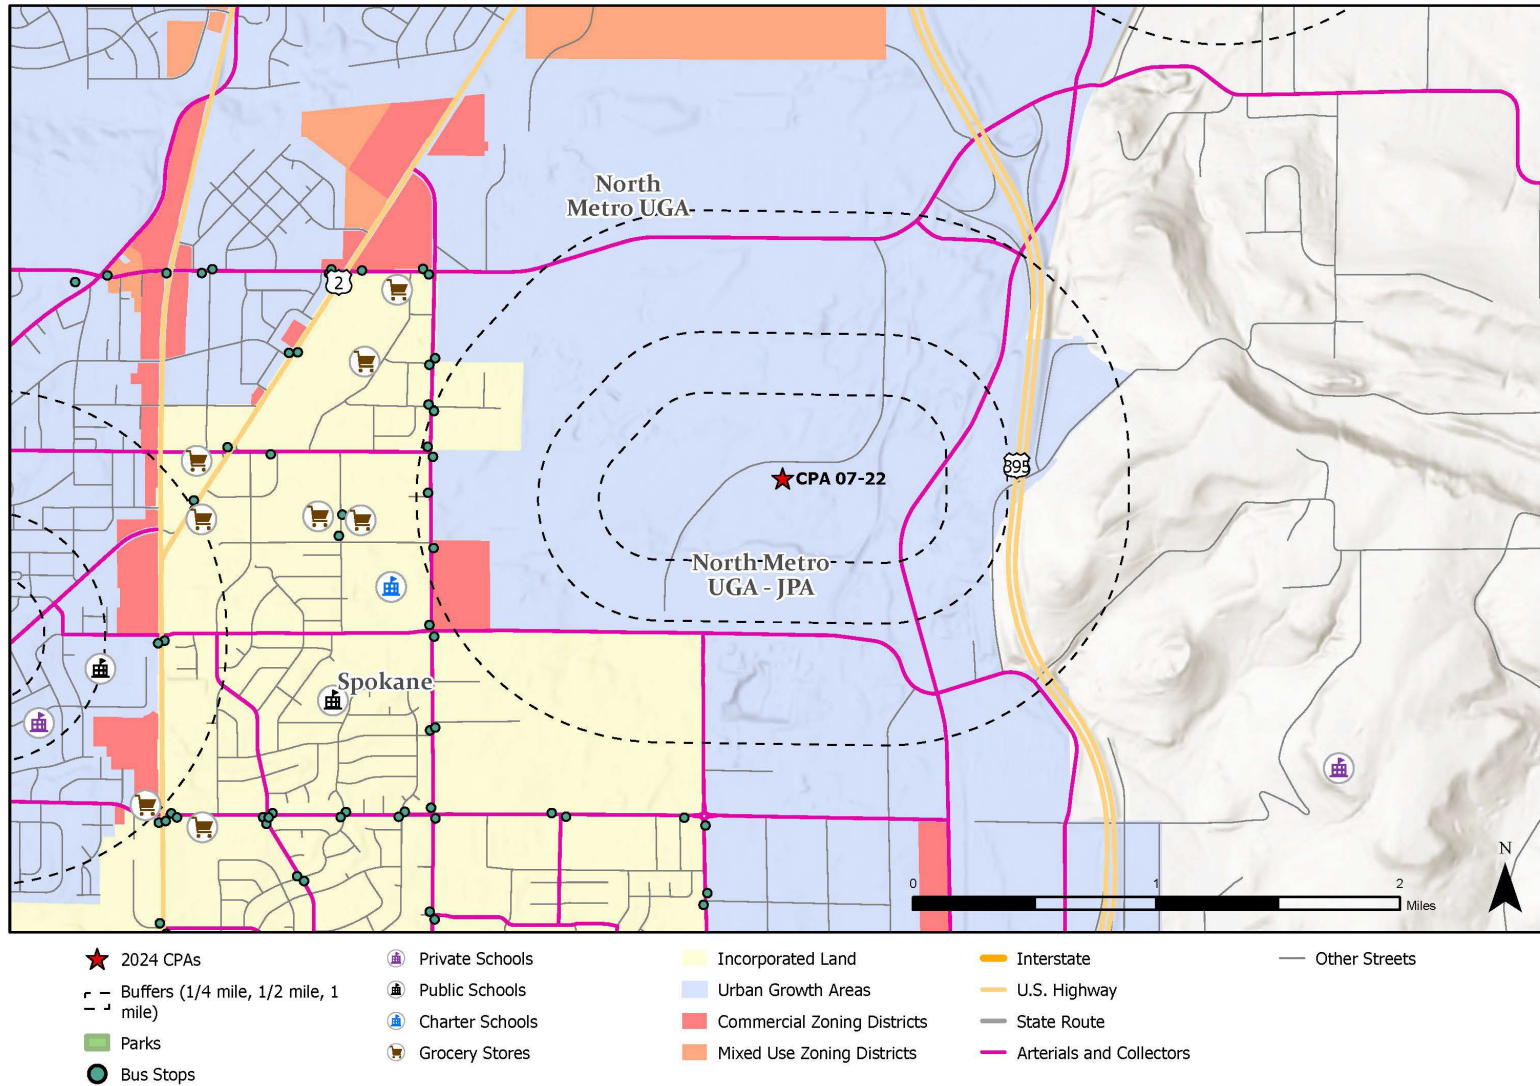 North
Metro UGA
2
CPA 07-22
395
North Metro
UGA - JPA
Spokane
N
0 1 2
Miles
2024 CPAs
Buffers (1/4 mile, 1/2 mile, 1
mile)
Parks
Bus Stops
Private Schools
Public Schools
Charter Schools
Grocery Stores
Incorporated Land
Urban Growth Areas
Commercial Zoning Districts
Mixed Use Zoning Districts
Interstate
U.S. Highway
State Route
Arterials and Collectors
Other Streets